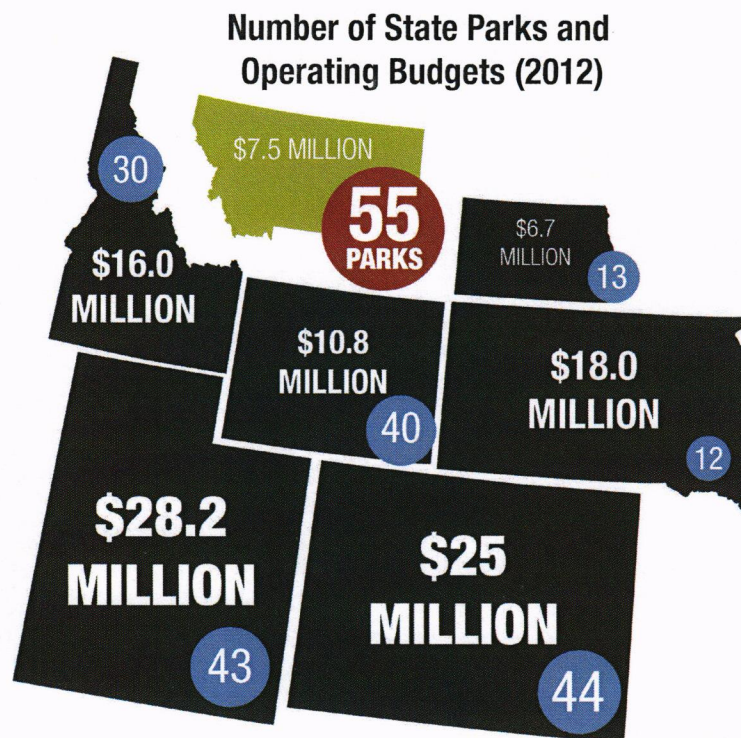 Number of State Parks and
Operating Budgets (2012)
30
$7.5 MILLION
55
PARKS
$6.7
MILLION
13
$16.0
MILLION
$10.8
MILLION
40
$18.0
MILLION
12
$28.2
MILLION
43
$25
MILLION
44